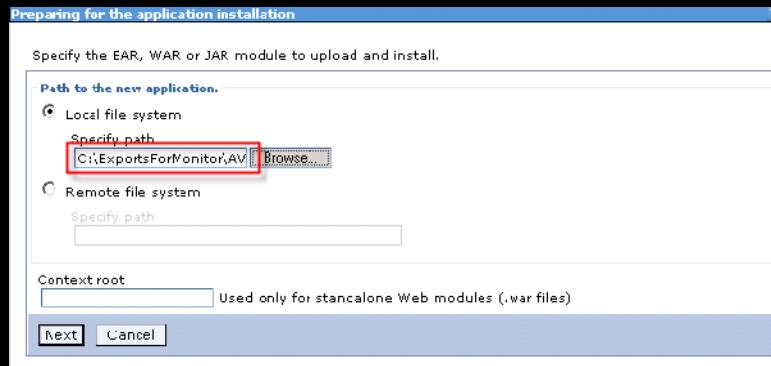 Preparing for the application installation
Specify the EAR, WAR or JAR module to upload and install.
Path to the new application.
Local file system
Specify path
C:\ExportsForMonitor\AV Browse...
Remote file system
Specify path
Context root
Used only for stancalone Web modules (.war files)
Next Cancel